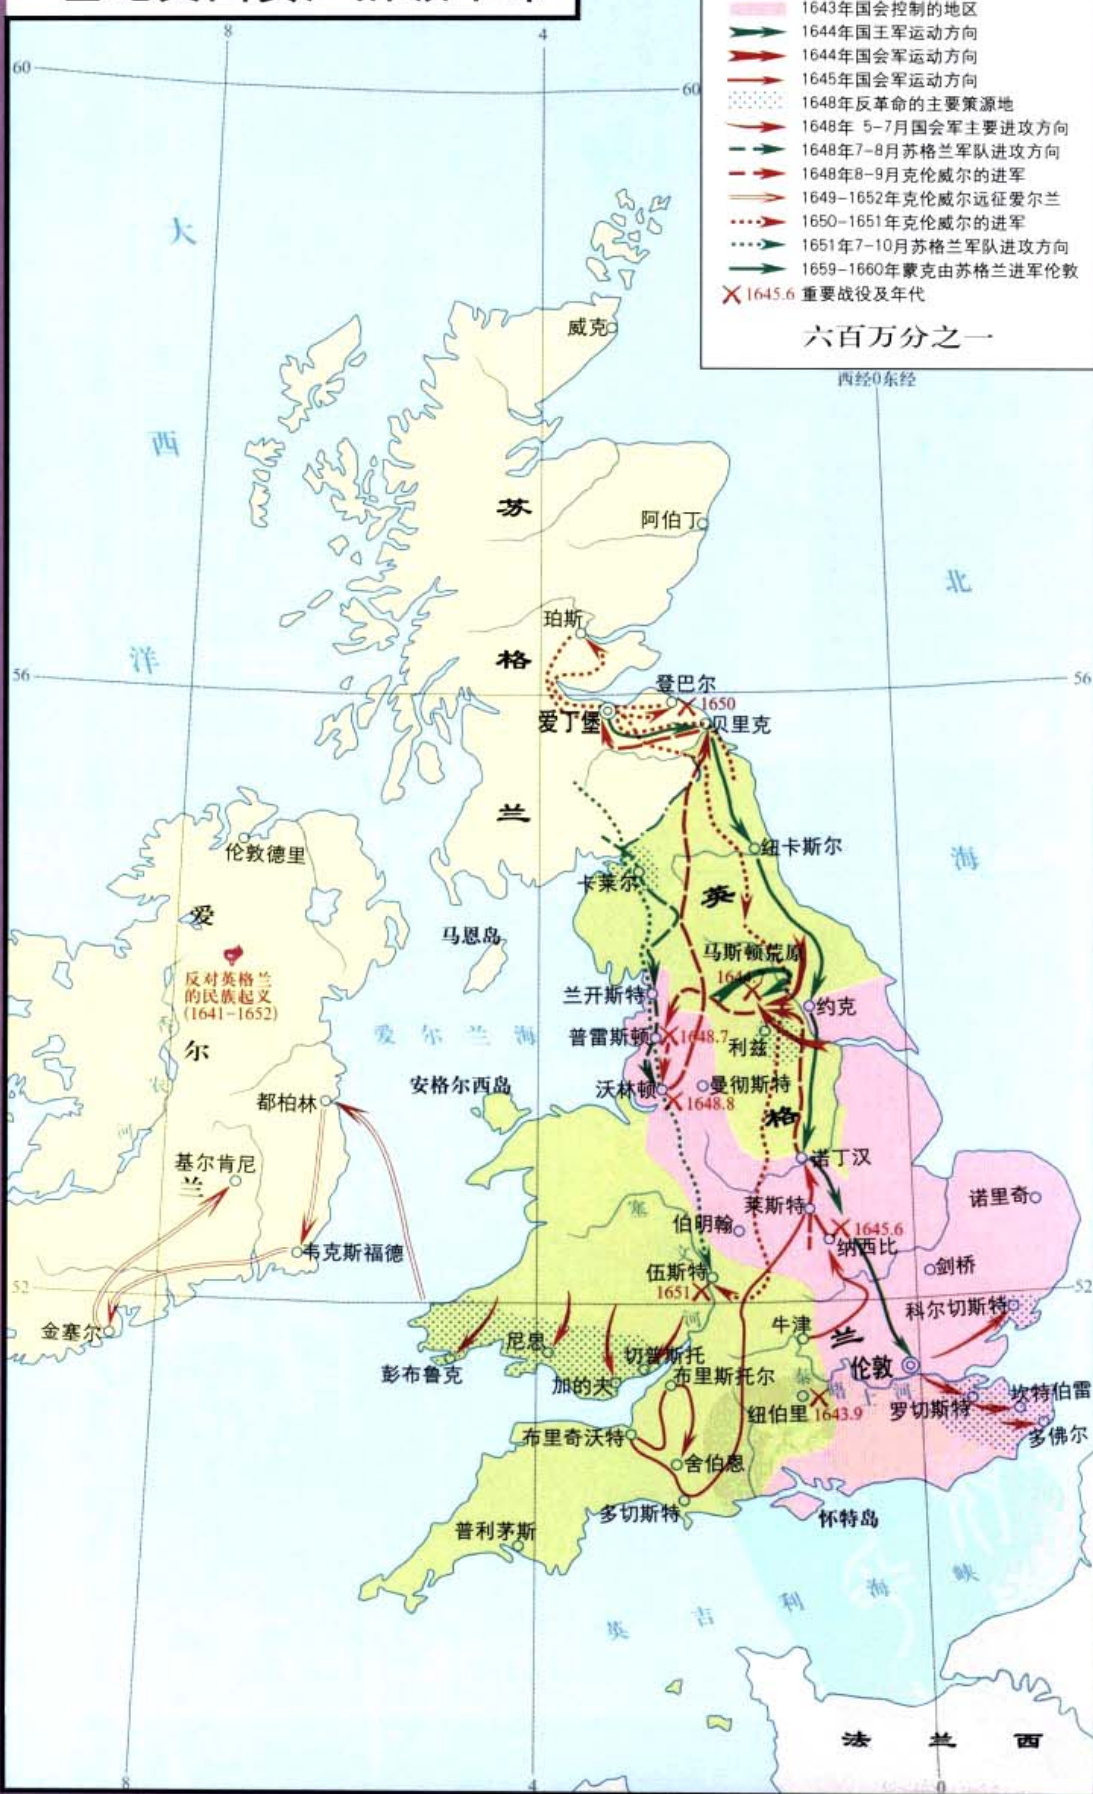 1643年国会控制的地区
1644年国王军运动方向
1644年国会军运动方向
1645年国会军运动方向
1648年反革命的主要策源地
1648年 5-7月国会军主要进攻方向
1648年7-8月苏格兰军队进攻方向
1648年8-9月克伦威尔的进军
1649-1652年克伦威尔远征爱尔兰
1650-1651年克伦威尔的进军
1651年7-10月苏格兰军队进攻方向
1659-1660年蒙克由苏格兰进军伦敦
1645.6 重要战役及年代
六百万分之一
西经0东经
8
4
60
60
大
西
洋
北
海
威克
苏
格
兰
阿伯丁
珀斯
56
56
登巴尔
1650
爱丁堡
贝里克
伦敦德里
纽卡斯尔
卡莱尔
英
格
兰
爱
尔
兰
马恩岛
马斯顿荒原
反对英格兰
的民族起义
(1641-1652)
兰开斯特
约克
爱尔兰海
普雷斯顿
1648.7
利兹
安格尔西岛
沃林顿
曼彻斯特
1648.8
都柏林
诺丁汉
基尔肯尼
诺里奇
莱斯特
塞
文
河
伯明翰
1645.6
纳西比
韦克斯福德
伍斯特
1651
剑桥
52
52
科尔切斯特
金塞尔
牛津
尼思
切普斯托
伦敦
彭布鲁克
加的夫
布里斯托尔
泰晤士河
坎特伯雷
罗切斯特
纽伯里
1643.9
多佛尔
布里奇沃特
舍伯恩
多切斯特
怀特岛
普利茅斯
英吉利海峡
法兰西
8
4
0